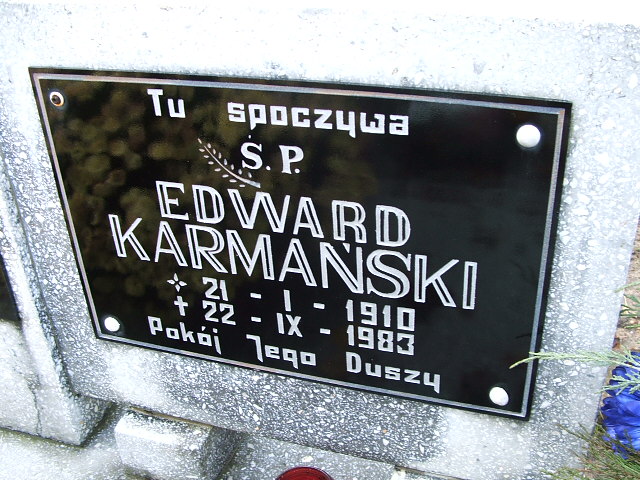 Tu spoczywa
Ś.P.
EDWARD
KARMAŃSKI
21 - I - 1910
✝ 22 - IX - 1983
Pokój Jego Duszy